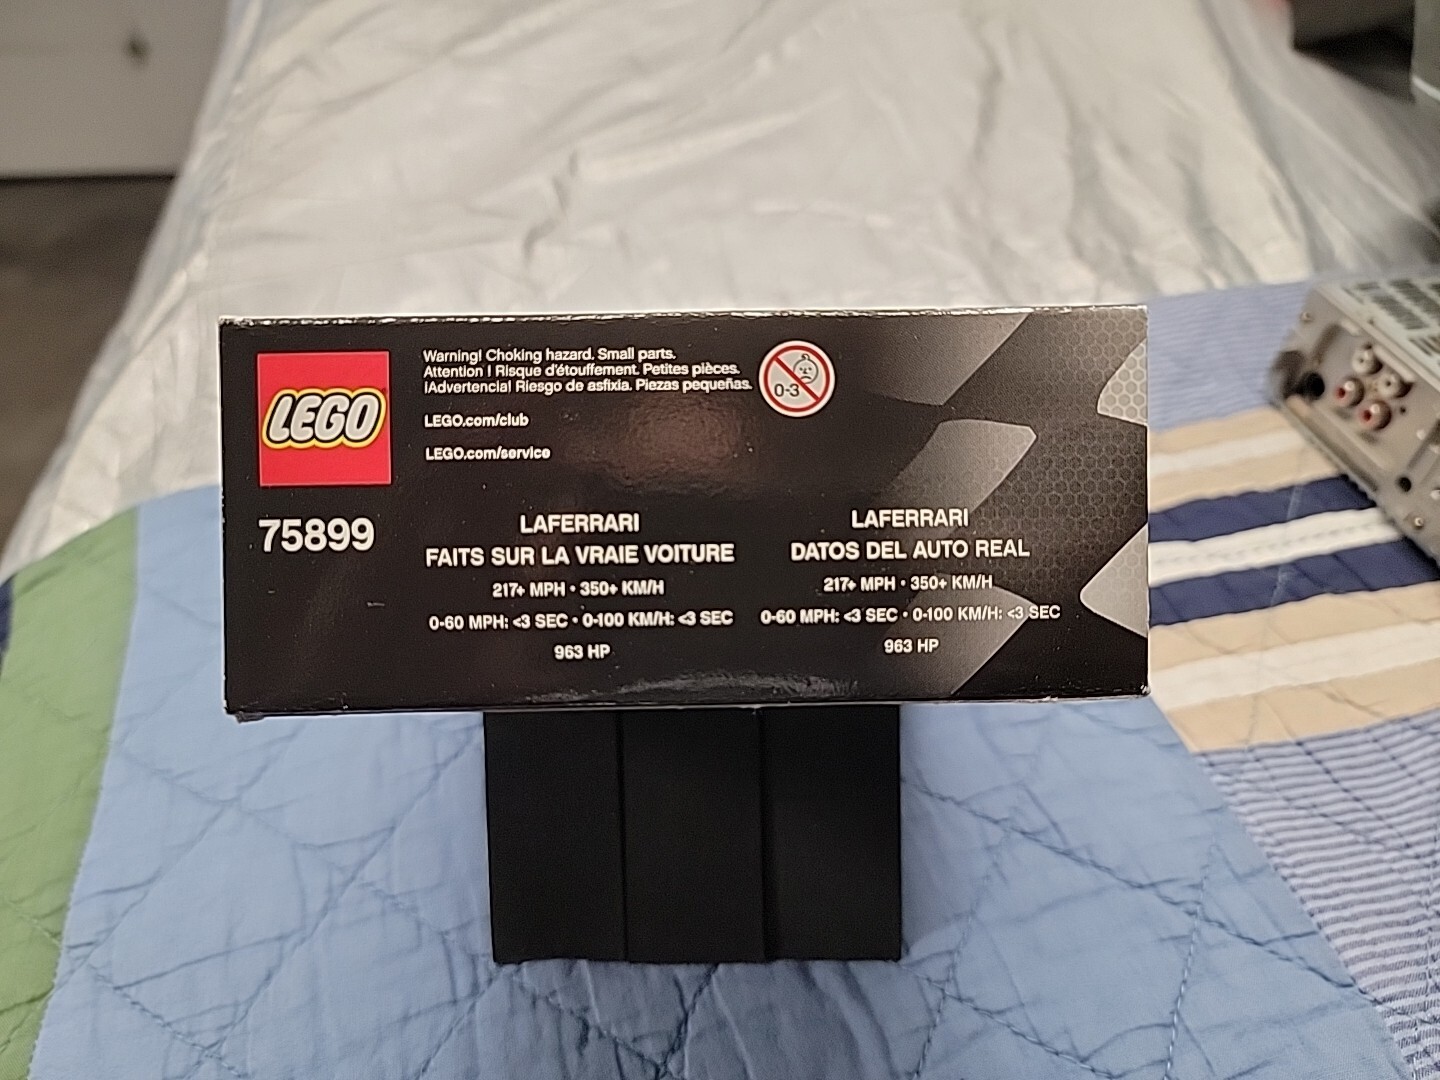 LEGO
Warning! Choking hazard. Small parts.
Attention ! Risque d'étouffement. Petites pièces.
¡Advertencia! Riesgo de asfixia. Piezas pequeñas.
0-3
LEGO.com/club
LEGO.com/service
75899
LAFERRARI
FAITS SUR LA VRAIE VOITURE
217+ MPH • 350+ KM/H
0-60 MPH: <3 SEC • 0-100 KM/H: <3 SEC
963 HP
LAFERRARI
DATOS DEL AUTO REAL
217+ MPH • 350+ KM/H
0-60 MPH: <3 SEC • 0-100 KM/H: <3 SEC
963 HP